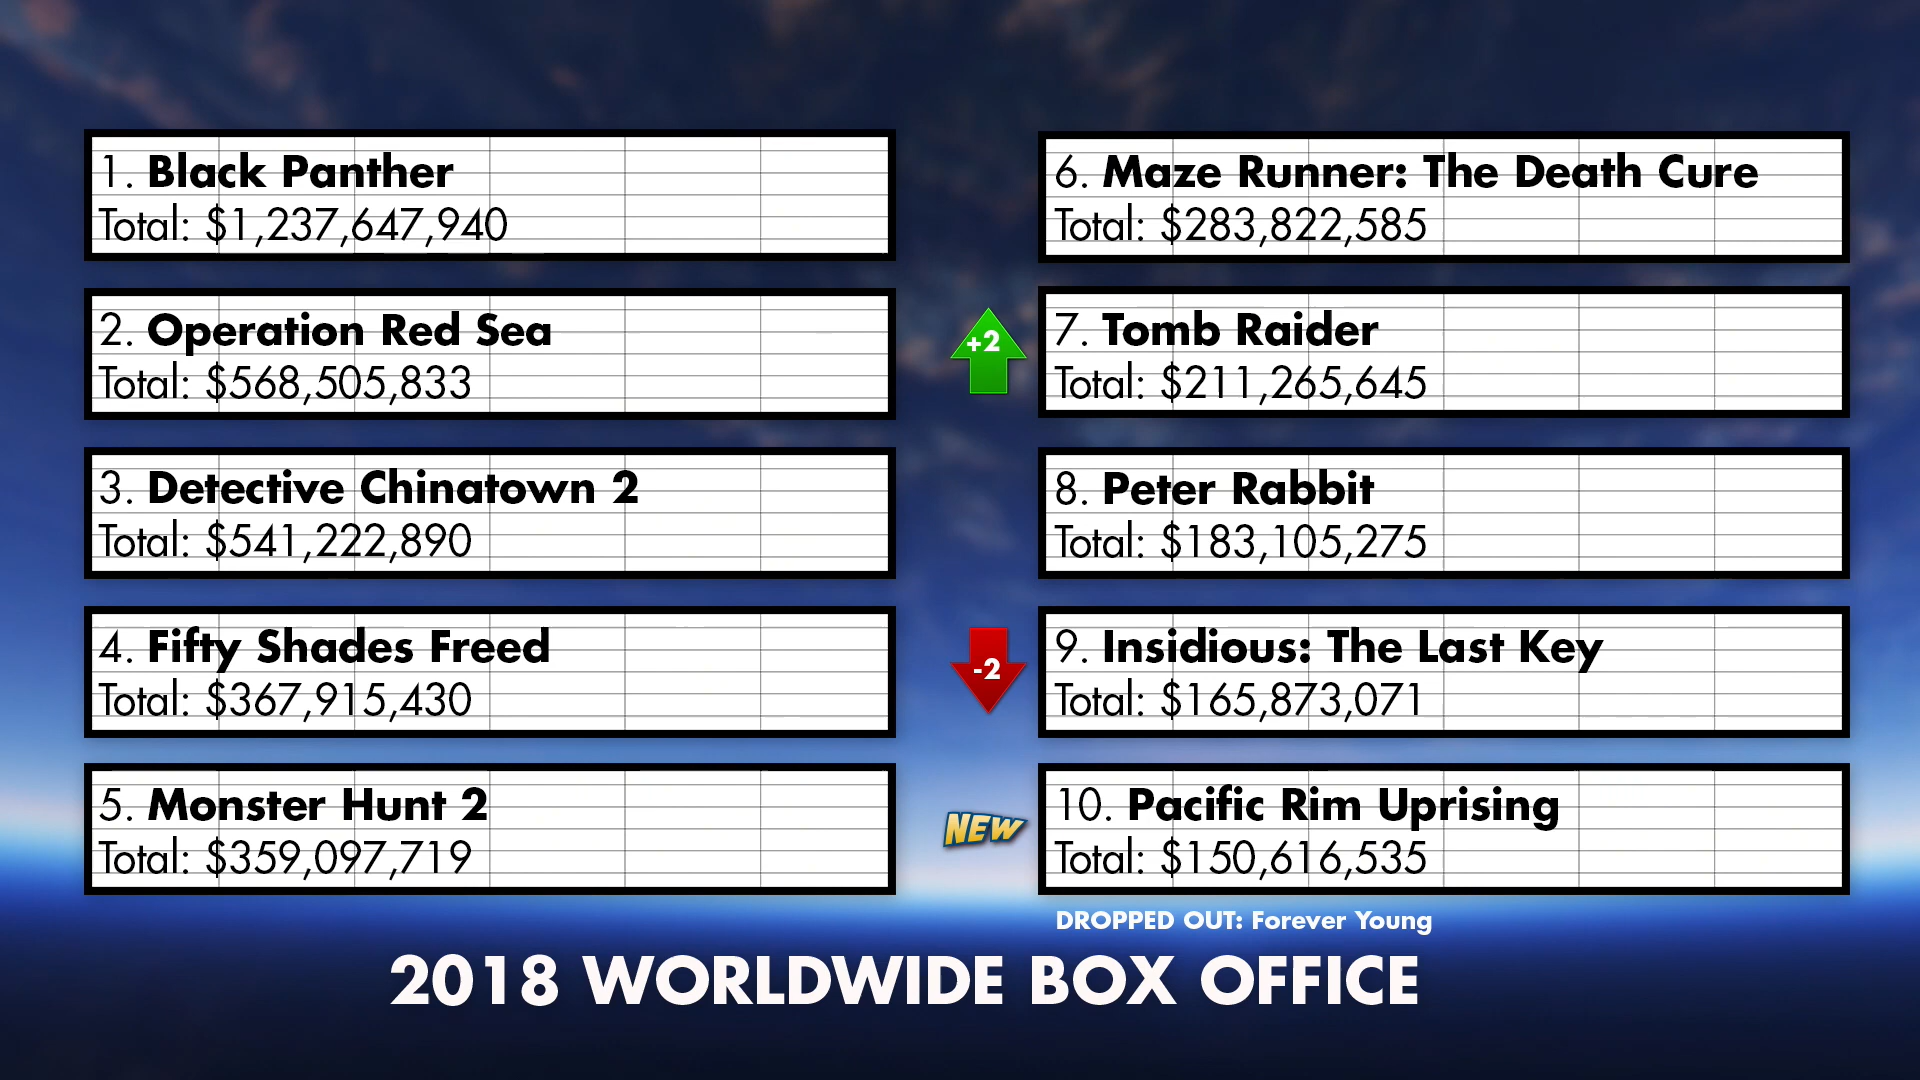 1. Black Panther
Total: $1,237,647,940
2. Operation Red Sea
Total: $568,505,833
3. Detective Chinatown 2
Total: $541,222,890
4. Fifty Shades Freed
Total: $367,915,430
5. Monster Hunt 2
Total: $359,097,719
6. Maze Runner: The Death Cure
Total: $283,822,585
+2
7. Tomb Raider
Total: $211,265,645
8. Peter Rabbit
Total: $183,105,275
-2
9. Insidious: The Last Key
Total: $165,873,071
NEW
10. Pacific Rim Uprising
Total: $150,616,535
DROPPED OUT: Forever Young
2018 WORLDWIDE BOX OFFICE